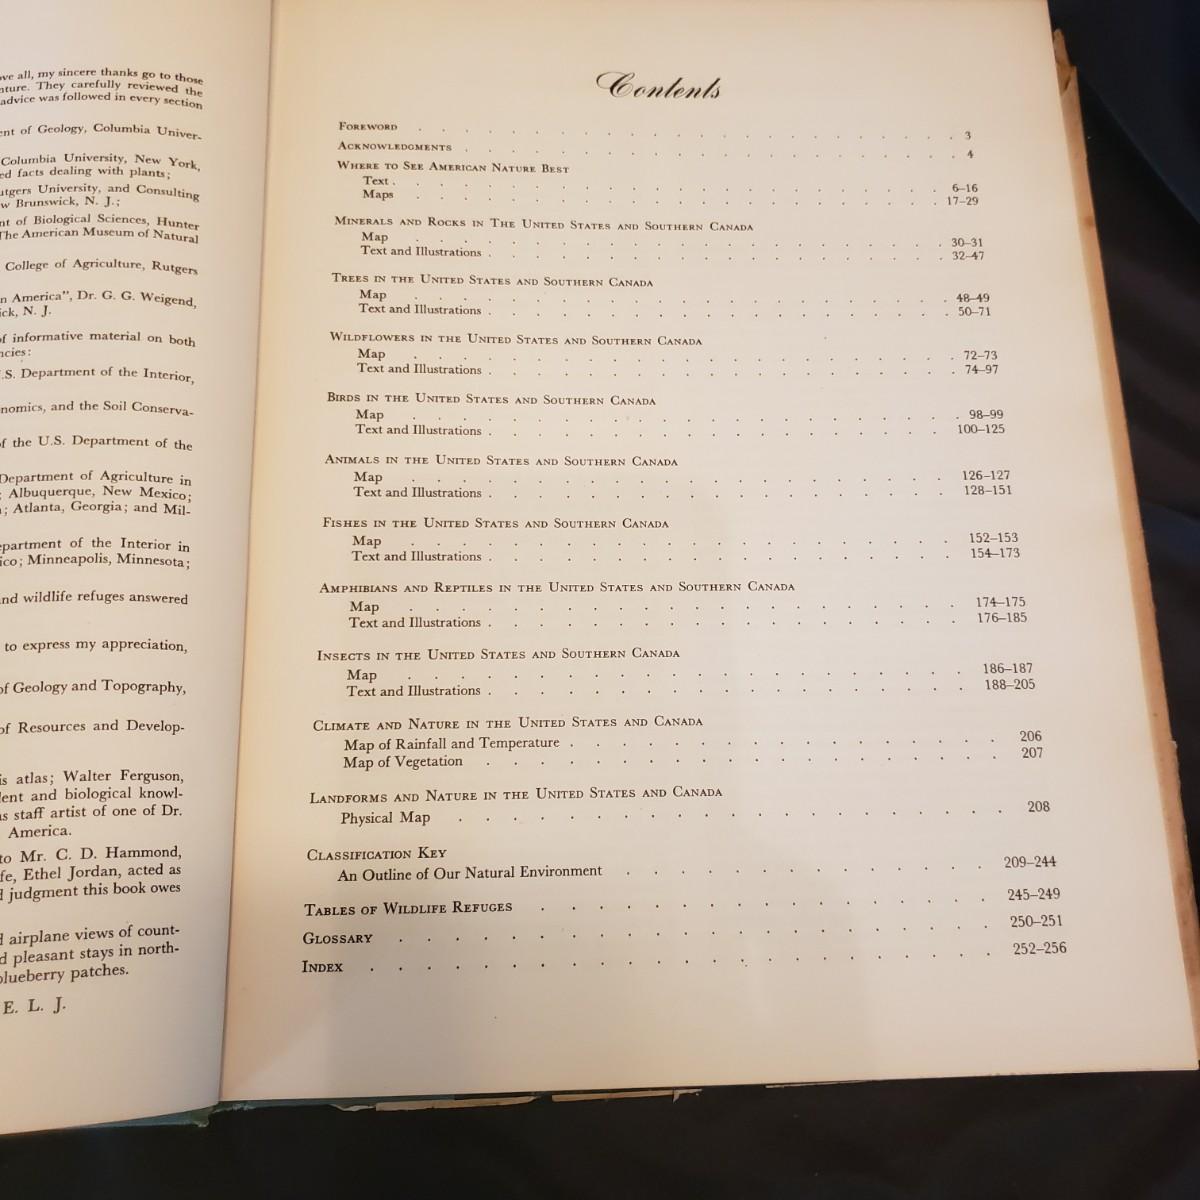 ve all, my sincere thanks go to those
ture. They carefully reviewed the
advice was followed in every section
nt of Geology, Columbia Univer-
Columbia University, New York,
ed facts dealing with plants;
utgers University, and Consulting
w Brunswick, N. J.;
nt of Biological Sciences, Hunter
The American Museum of Natural
College of Agriculture, Rutgers
n America", Dr. G. G. Weigend,
ick, N. J.
of informative material on both
ncies:
.S. Department of the Interior,
nomics, and the Soil Conserva-
of the U.S. Department of the
Department of Agriculture in
; Albuquerque, New Mexico;
; Atlanta, Georgia; and Mil-
epartment of the Interior in
ico; Minneapolis, Minnesota;
nd wildlife refuges answered
to express my appreciation,
of Geology and Topography,
of Resources and Develop-
is atlas; Walter Ferguson,
lent and biological knowl-
as staff artist of one of Dr.
America.
to Mr. C. D. Hammond,
fe, Ethel Jordan, acted as
d judgment this book owes
d airplane views of count-
d pleasant stays in north-
blueberry patches.
E. L. J.
Contents
Foreword . . . . . 3
Acknowledgments . . . . . 4
Where to See American Nature Best
Text . . . . . 6–16
Maps . . . . . 17–29
Minerals and Rocks in The United States and Southern Canada
Map . . . . . 30–31
Text and Illustrations . . . . . 32–47
Trees in the United States and Southern Canada
Map . . . . . 48–49
Text and Illustrations . . . . . 50–71
Wildflowers in the United States and Southern Canada
Map . . . . . 72–73
Text and Illustrations . . . . . 74–97
Birds in the United States and Southern Canada
Map . . . . . 98–99
Text and Illustrations . . . . . 100–125
Animals in the United States and Southern Canada
Map . . . . . 126–127
Text and Illustrations . . . . . 128–151
Fishes in the United States and Southern Canada
Map . . . . . 152–153
Text and Illustrations . . . . . 154–173
Amphibians and Reptiles in the United States and Southern Canada
Map . . . . . 174–175
Text and Illustrations . . . . . 176–185
Insects in the United States and Southern Canada
Map . . . . . 186–187
Text and Illustrations . . . . . 188–205
Climate and Nature in the United States and Canada
Map of Rainfall and Temperature . . . . . 206
Map of Vegetation . . . . . 207
Landforms and Nature in the United States and Canada
Physical Map . . . . . 208
Classification Key
An Outline of Our Natural Environment . . . . . 209–244
Tables of Wildlife Refuges . . . . . 245–249
Glossary . . . . . 250–251
Index . . . . . 252–256